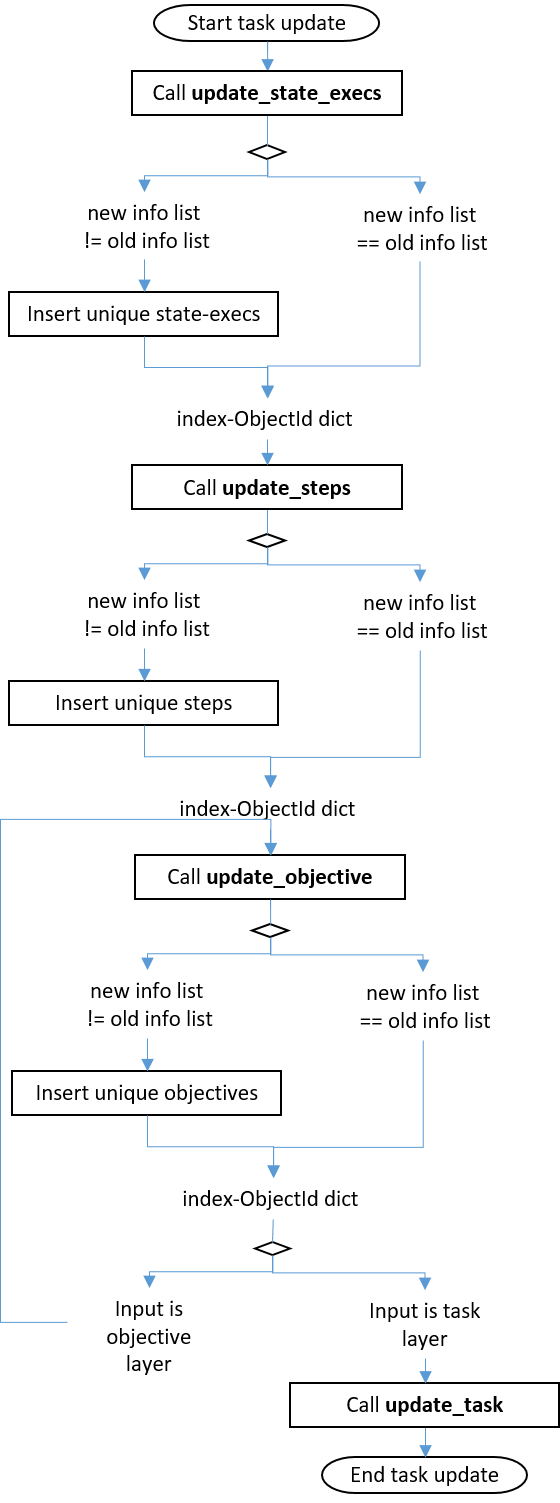 Start task update
Call update_state_execs
new info list
!= old info list
new info list
== old info list
Insert unique state-execs
index-ObjectId dict
Call update_steps
new info list
!= old info list
new info list
== old info list
Insert unique steps
index-ObjectId dict
Call update_objective
new info list
!= old info list
new info list
== old info list
Insert unique objectives
index-ObjectId dict
Input is
objective
layer
Input is task
layer
Call update_task
End task update